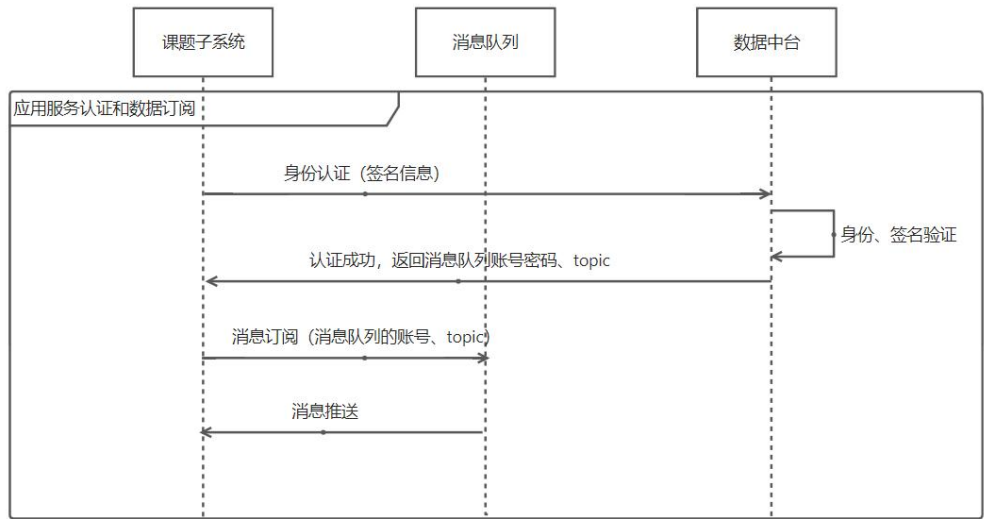 课题子系统
消息队列
数据中台
应用服务认证和数据订阅
身份认证（签名信息）
身份、签名验证
认证成功，返回消息队列账号密码、topic
消息订阅（消息队列的账号、topic）
消息推送